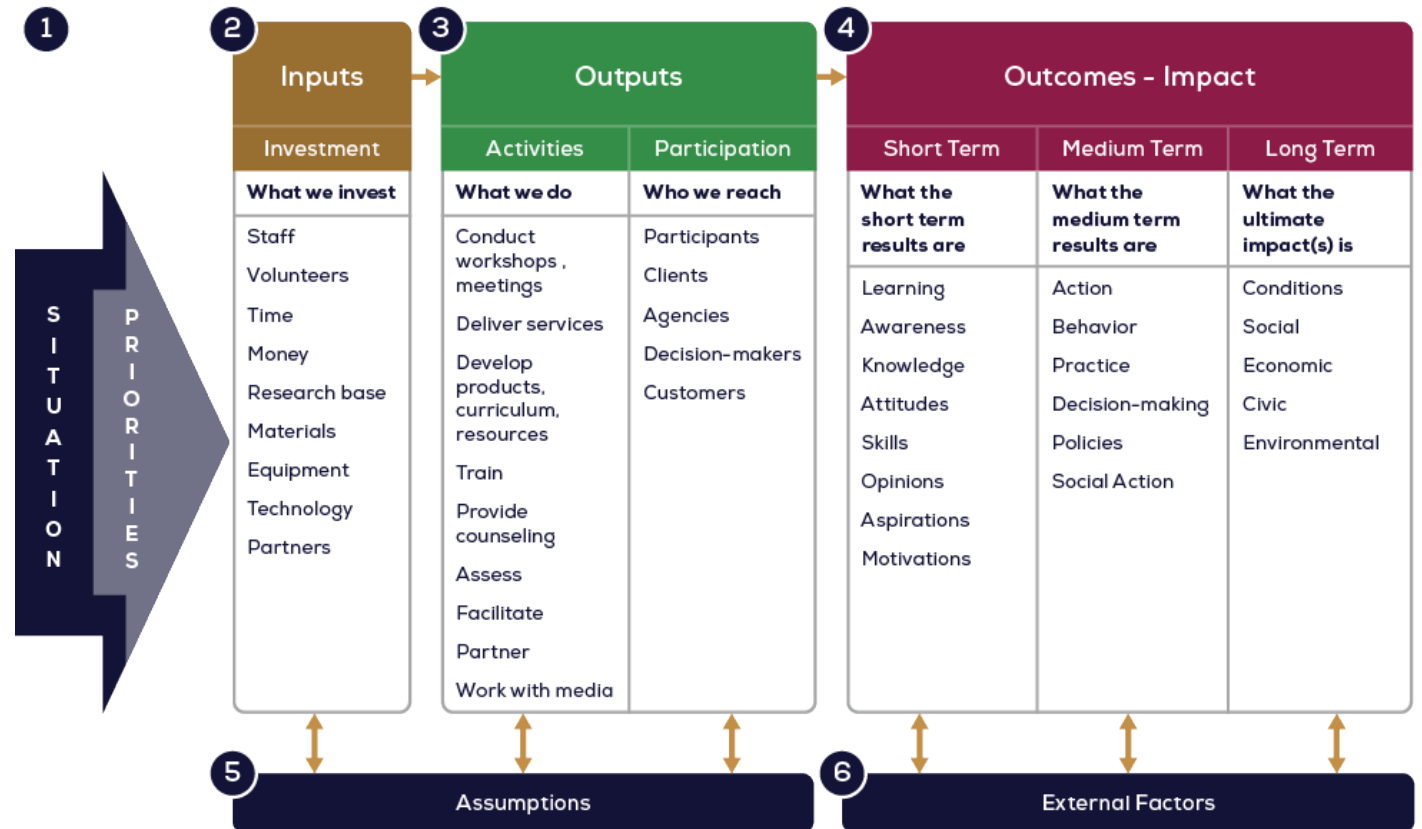 1
SITUATION
PRIORITIES
2
Inputs
Investment
What we invest
Staff
Volunteers
Time
Money
Research base
Materials
Equipment
Technology
Partners
3
Outputs
Activities
What we do
Conduct
workshops ,
meetings
Deliver services
Develop
products,
curriculum,
resources
Train
Provide
counseling
Assess
Facilitate
Partner
Work with media
Participation
Who we reach
Participants
Clients
Agencies
Decision-makers
Customers
4
Outcomes - Impact
Short Term
What the
short term
results are
Learning
Awareness
Knowledge
Attitudes
Skills
Opinions
Aspirations
Motivations
Medium Term
What the
medium term
results are
Action
Behavior
Practice
Decision-making
Policies
Social Action
Long Term
What the
ultimate
impact(s) is
Conditions
Social
Economic
Civic
Environmental
5
Assumptions
6
External Factors